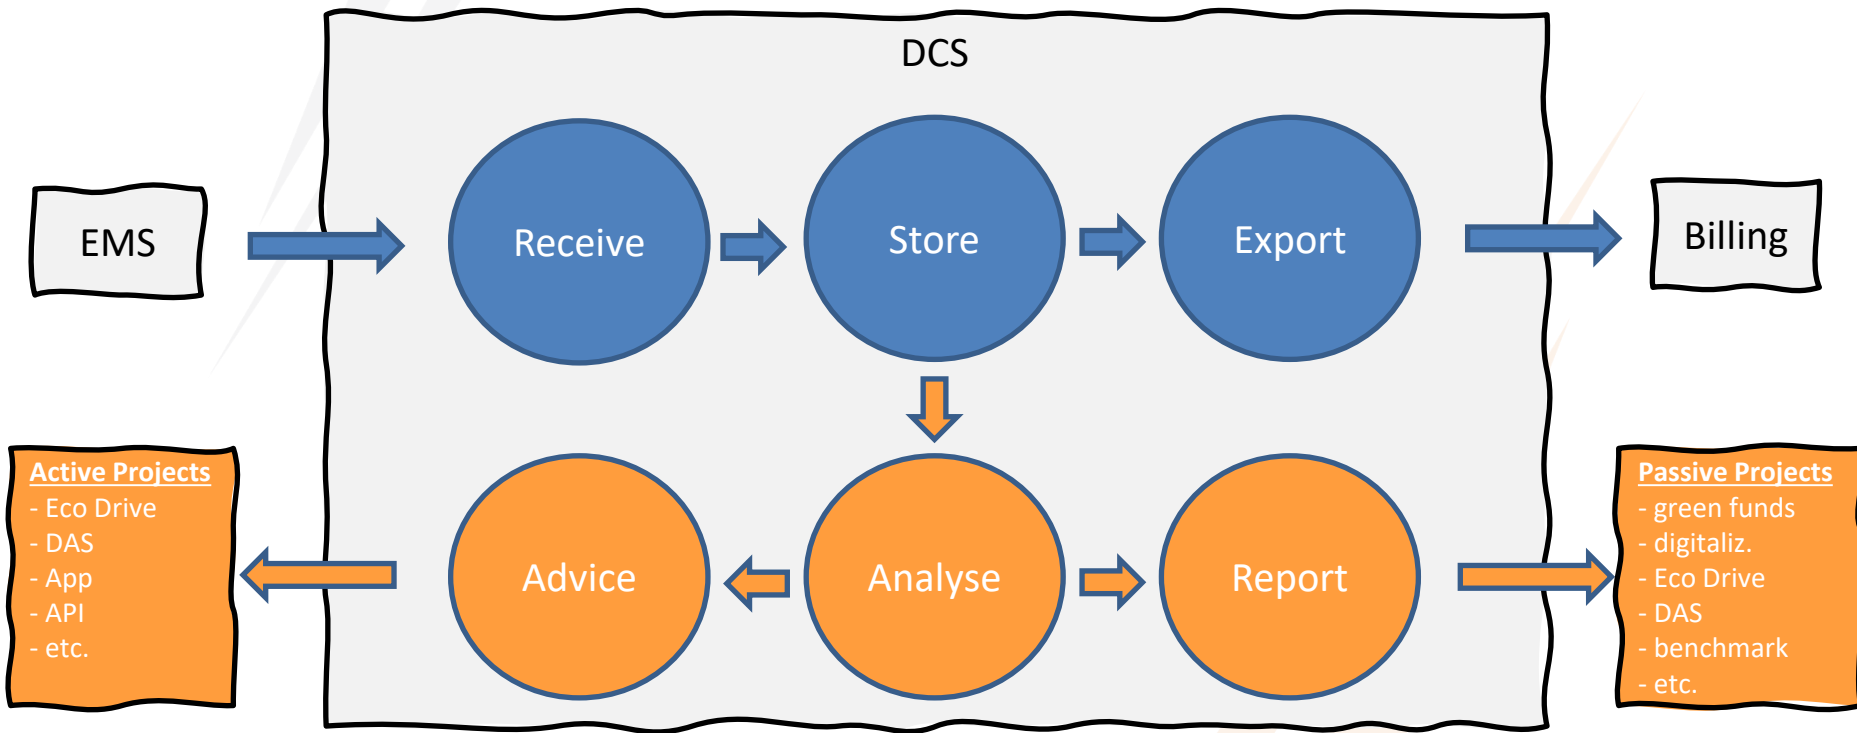 DCS
EMS
Receive
Store
Export
Billing
Active Projects
- Eco Drive
- DAS
- App
- API
- etc.
Advice
Analyse
Report
Passive Projects
- green funds
- digitaliz.
- Eco Drive
- DAS
- benchmark
- etc.